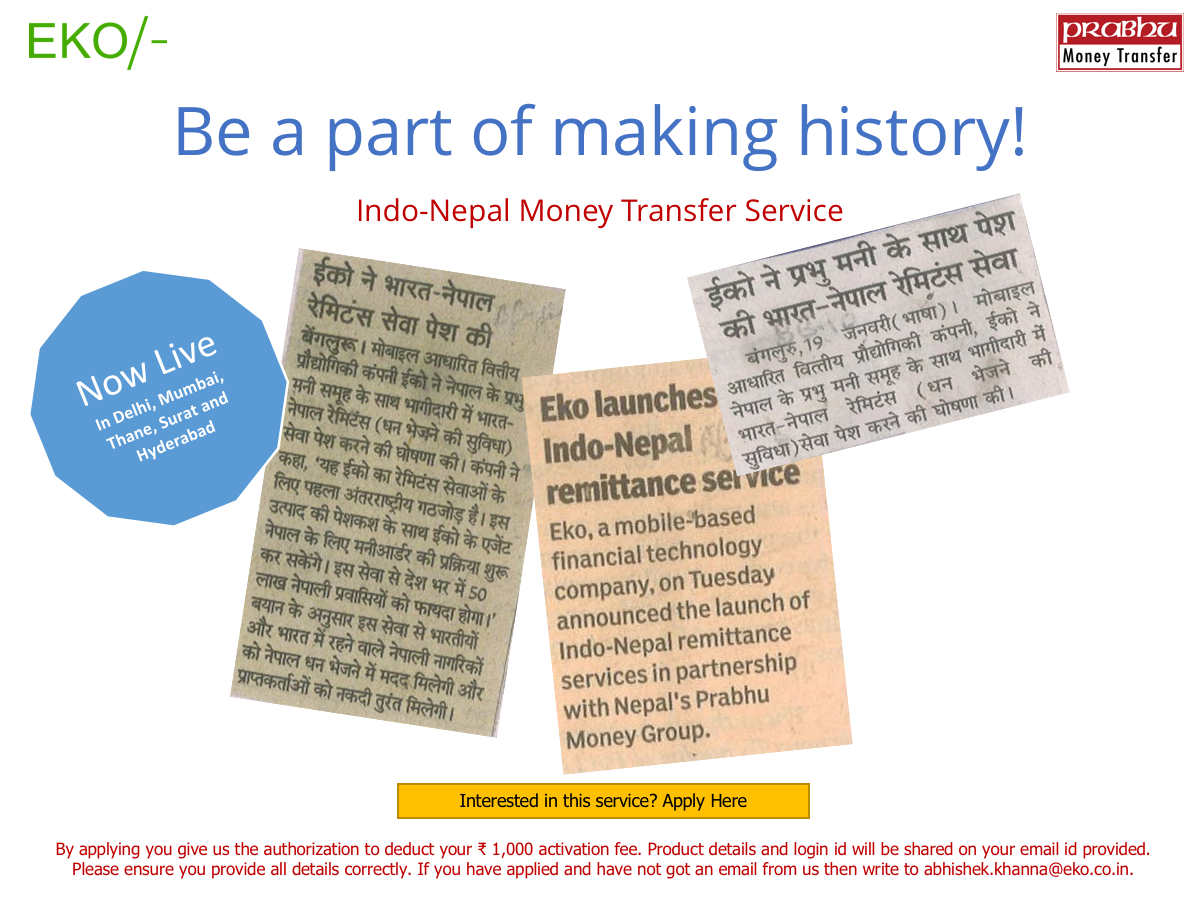 EKO/-
PRABHU
Money Transfer
Be a part of making history!
Indo-Nepal Money Transfer Service
Now Live
In Delhi, Mumbai,
Thane, Surat and
Hyderabad
ईको ने भारत-नेपाल
रेमिटंस सेवा पेश की
बेंगलुरू। मोबाइल आधारित वित्तीय
प्रौद्योगिकी कंपनी ईको ने नेपाल के प्रभु
मनी समूह के साथ भागीदारी में भारत-
नेपाल रेमिटंस (धन भेजने की सुविधा)
सेवा पेश करने की घोषणा की। कंपनी ने
कहा, 'यह ईको का रेमिटंस सेवाओं के
लिए पहला अंतरराष्ट्रीय गठजोड़ है। इस
उत्पाद की पेशकश के साथ ईको के एजेंट
नेपाल के लिए मनीआर्डर की प्रक्रिया शुरू
कर सकेंगे। इस सेवा से देश भर में 50
लाख नेपाली प्रवासियों को फायदा होगा।'
बयान के अनुसार इस सेवा से भारतीयों
और भारत में रहने वाले नेपाली नागरिकों
को नेपाल धन भेजने में मदद मिलेगी और
प्राप्तकर्ताओं को नकदी तुरंत मिलेगी।
Eko launches
Indo-Nepal
remittance service
Eko, a mobile-based
financial technology
company, on Tuesday
announced the launch of
Indo-Nepal remittance
services in partnership
with Nepal's Prabhu
Money Group.
ईको ने प्रभु मनी के साथ पेश
की भारत-नेपाल रेमिटंस सेवा
बंगलुरु, 19 जनवरी(भाषा)। मोबाइल
आधारित वित्तीय प्रौद्योगिकी कंपनी, ईको ने
नेपाल के प्रभु मनी समूह के साथ भागीदारी में
भारत-नेपाल रेमिटंस (धन भेजने की
सुविधा)सेवा पेश करने की घोषणा की।
Interested in this service? Apply Here
By applying you give us the authorization to deduct your ₹ 1,000 activation fee. Product details and login id will be shared on your email id provided.
Please ensure you provide all details correctly. If you have applied and have not got an email from us then write to abhishek.khanna@eko.co.in.